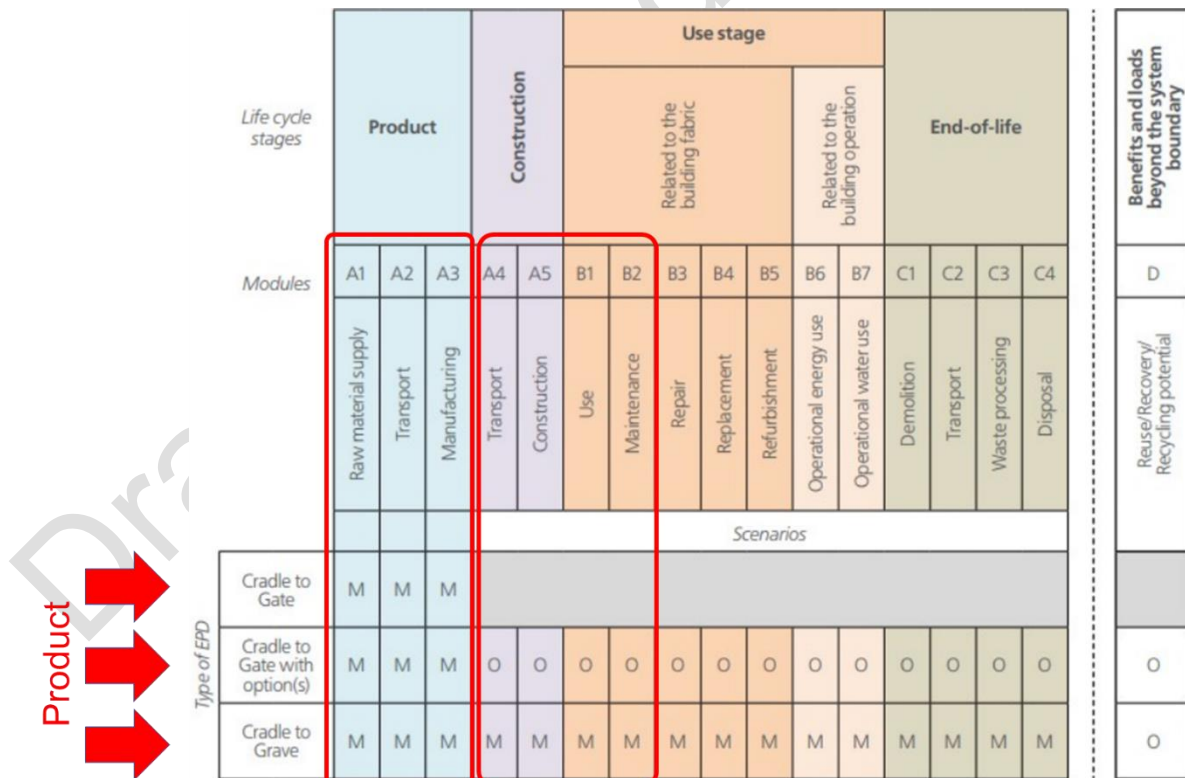 Use stage
Life cycle
stages
Product
Construction
Related to the
building fabric
Related to the
building operation
End-of-life
Benefits and loads
beyond the system
boundary
Modules
A1 A2 A3 A4 A5 B1 B2 B3 B4 B5 B6 B7 C1 C2 C3 C4 D
Raw material supply
Transport
Manufacturing
Transport
Construction
Use
Maintenance
Repair
Replacement
Refurbishment
Operational energy use
Operational water use
Demolition
Transport
Waste processing
Disposal
Reuse/Recovery/
Recycling potential
Scenarios
Product
Type of EPD
Cradle to
Gate
M M M
Cradle to
Gate with
option(s)
M M M O O O O O O O O O O O O O O
Cradle to
Grave
M M M M M M M M M M M M M M M M O